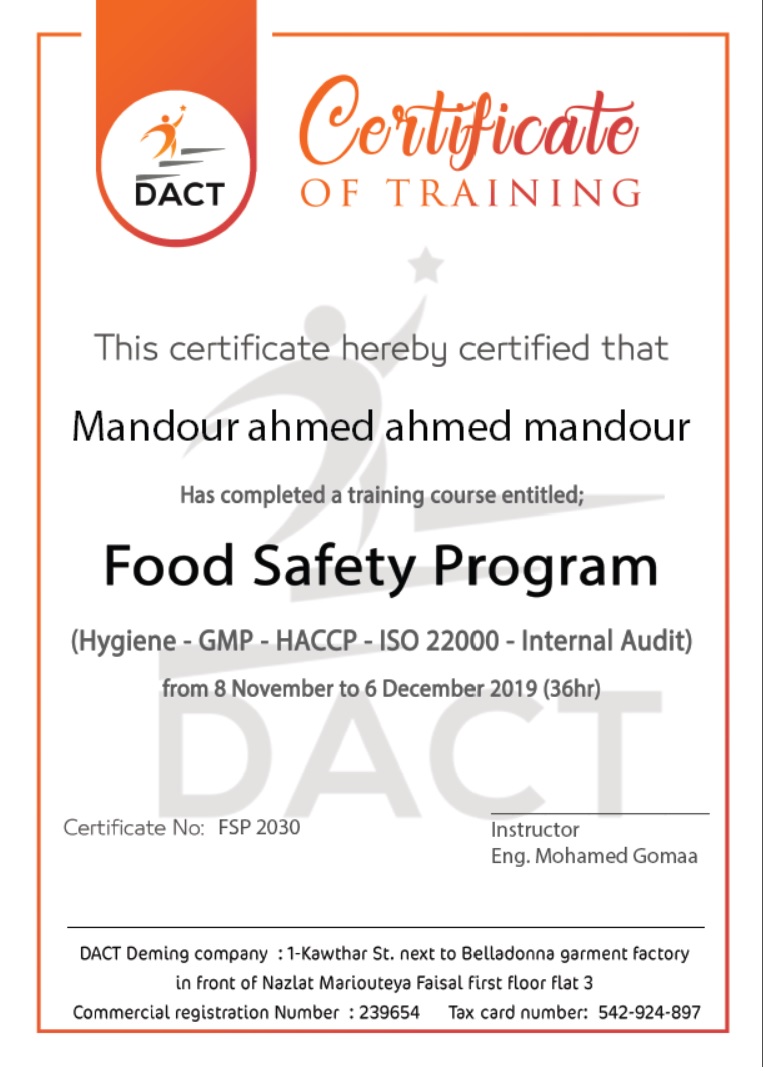 DACT
Certificate
OF TRAINING
This certificate hereby certified that
Mandour ahmed ahmed mandour
Has completed a training course entitled;
Food Safety Program
(Hygiene - GMP - HACCP - ISO 22000 - Internal Audit)
from 8 November to 6 December 2019 (36hr)
DACT
Certificate No: FSP 2030
Instructor
Eng. Mohamed Gomaa
DACT Deming company : 1-Kawthar St. next to Belladonna garment factory
in front of Nazlat Mariouteya Faisal first floor flat 3
Commercial registration Number : 239654 Tax card number: 542-924-897